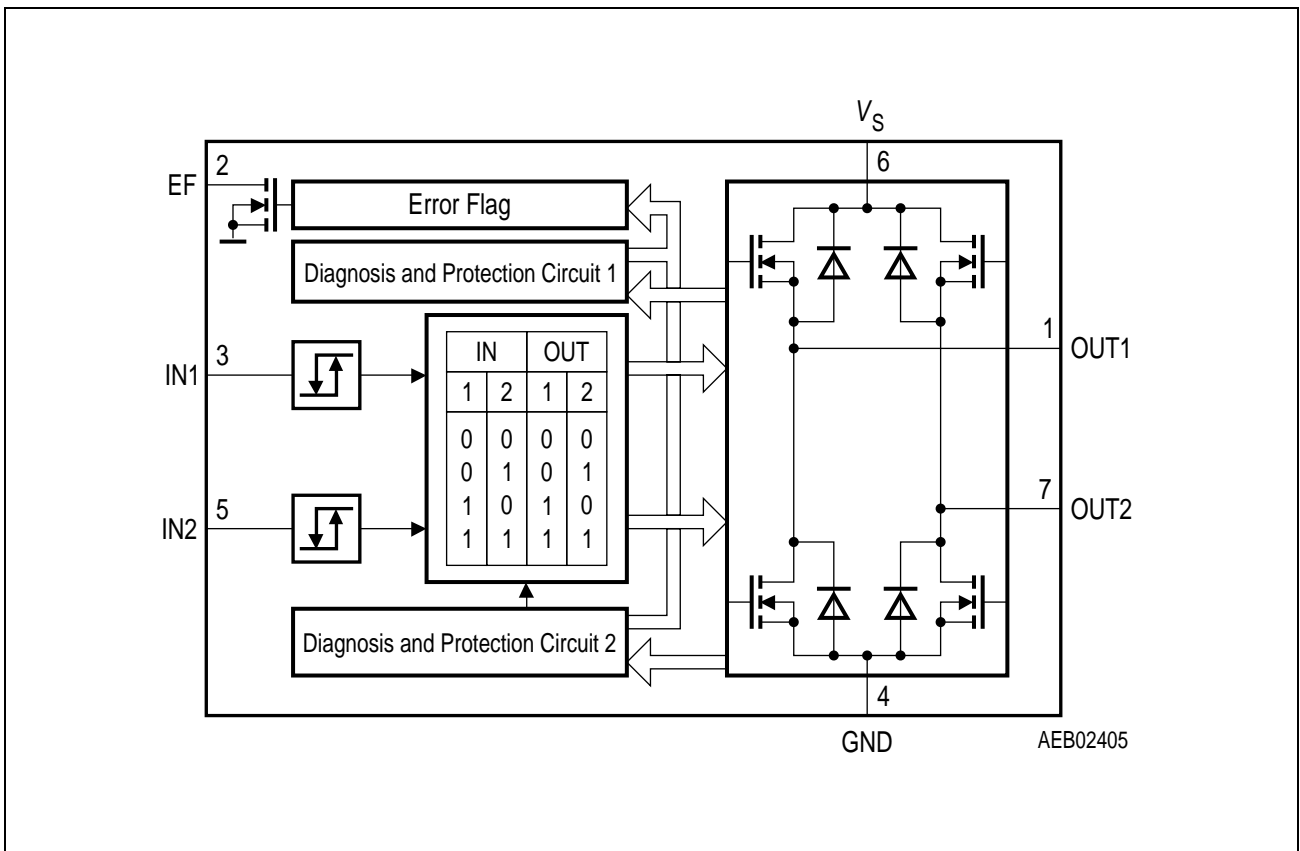 VS
6
2
EF
Error Flag
Diagnosis and Protection Circuit 1
3
IN1
IN OUT
1 2 1 2
0 0 0 0
0 1 0 1
1 0 1 0
1 1 1 1
1
OUT1
5
IN2
7
OUT2
Diagnosis and Protection Circuit 2
4
GND
AEB02405